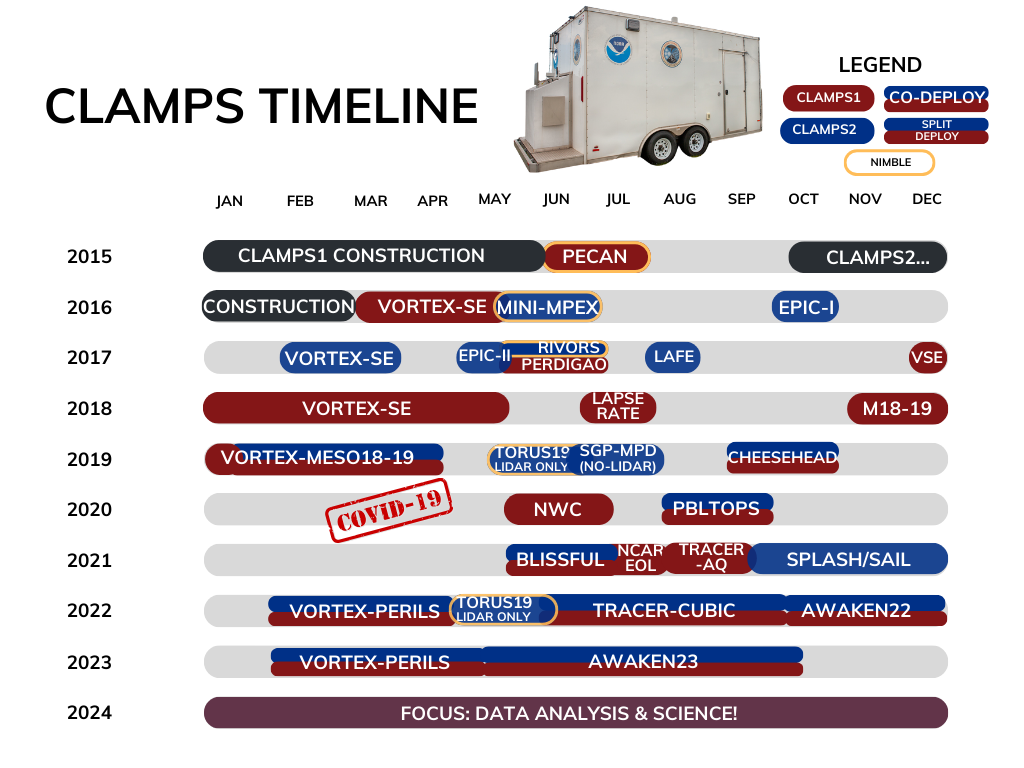 CLAMPS TIMELINE
LEGEND
CLAMPS1
CO-DEPLOY
CLAMPS2
SPLIT
DEPLOY
NIMBLE
JAN FEB MAR APR MAY JUN JUL AUG SEP OCT NOV DEC
2015 CLAMPS1 CONSTRUCTION PECAN CLAMPS2...
2016 CONSTRUCTION VORTEX-SE MINI-MPEX EPIC-I
2017 VORTEX-SE EPIC-II RIVORS
PERDIGAO LAFE VSE
2018 VORTEX-SE LAPSE
RATE M18-19
2019 VORTEX-MESO18-19 TORUS19
LIDAR ONLY SGP-MPD
(NO-LIDAR) CHEESEHEAD
2020 COVID-19 NWC PBLTOPS
2021 BLISSFUL NCAR
EOL TRACER
-AQ SPLASH/SAIL
2022 VORTEX-PERILS TORUS19
LIDAR ONLY TRACER-CUBIC AWAKEN22
2023 VORTEX-PERILS AWAKEN23
2024 FOCUS: DATA ANALYSIS & SCIENCE!